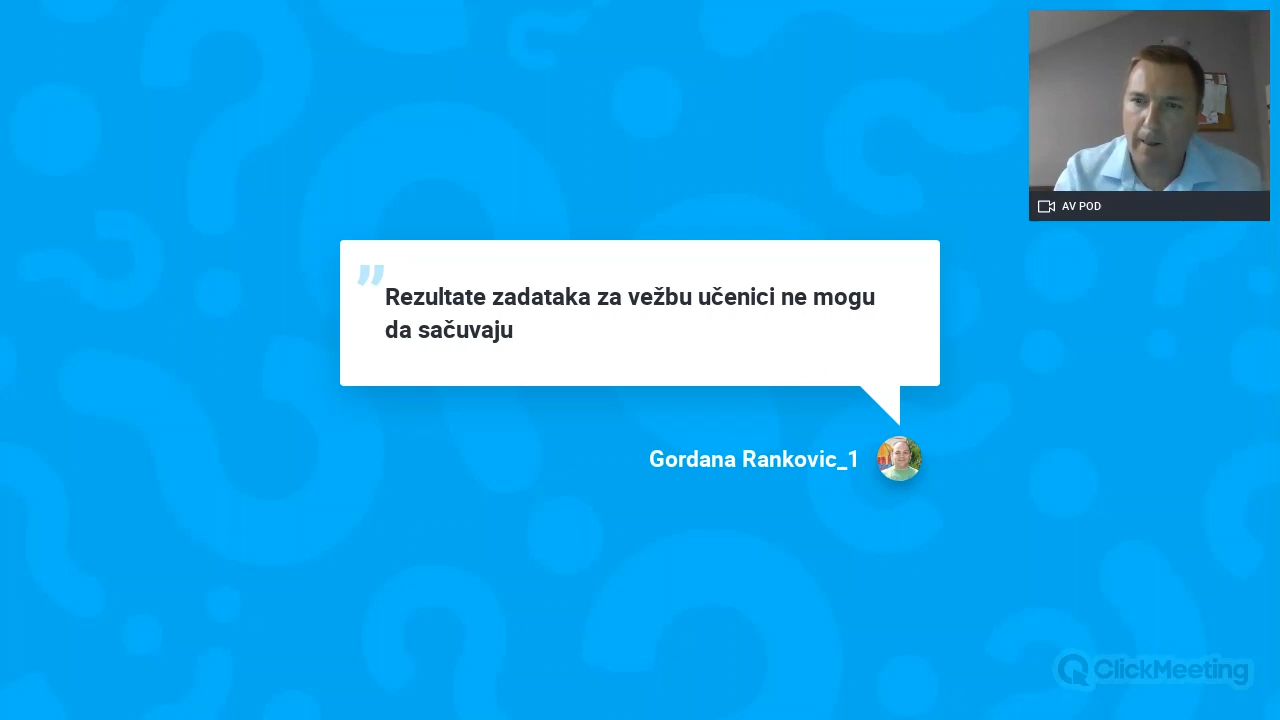 AV POD
"
Rezultate zadataka za vežbu učenici ne mogu
da sačuvaju
Gordana Rankovic_1
ClickMeeting